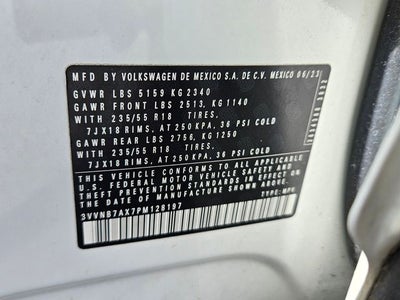 MFD BY VOLKSWAGEN DE MEXICO S.A. DE C.V. MEXICO 06/23
GVWR LBS 5159 KG 2340
GAWR FRONT LBS 2513, KG 1140
WITH 235/55 R18 TIRES,
7JX18 RIMS, AT 250 KPA, 36 PSI COLD
GAWR REAR LBS 2756, KG 1250
WITH 235/55 R18 TIRES,
7JX18 RIMS, AT 250 KPA, 36 PSI COLD
THIS VEHICLE CONFORMS TO ALL APPLICABLE
U.S. FEDERAL MOTOR VEHICLE SAFETY AND
THEFT PREVENTION STANDARDS IN EFFECT ON THE
DATE OF MANUFACTURE SHOWN ABOVE.
3VVNB7AX7PM128197 TYPE: MPV